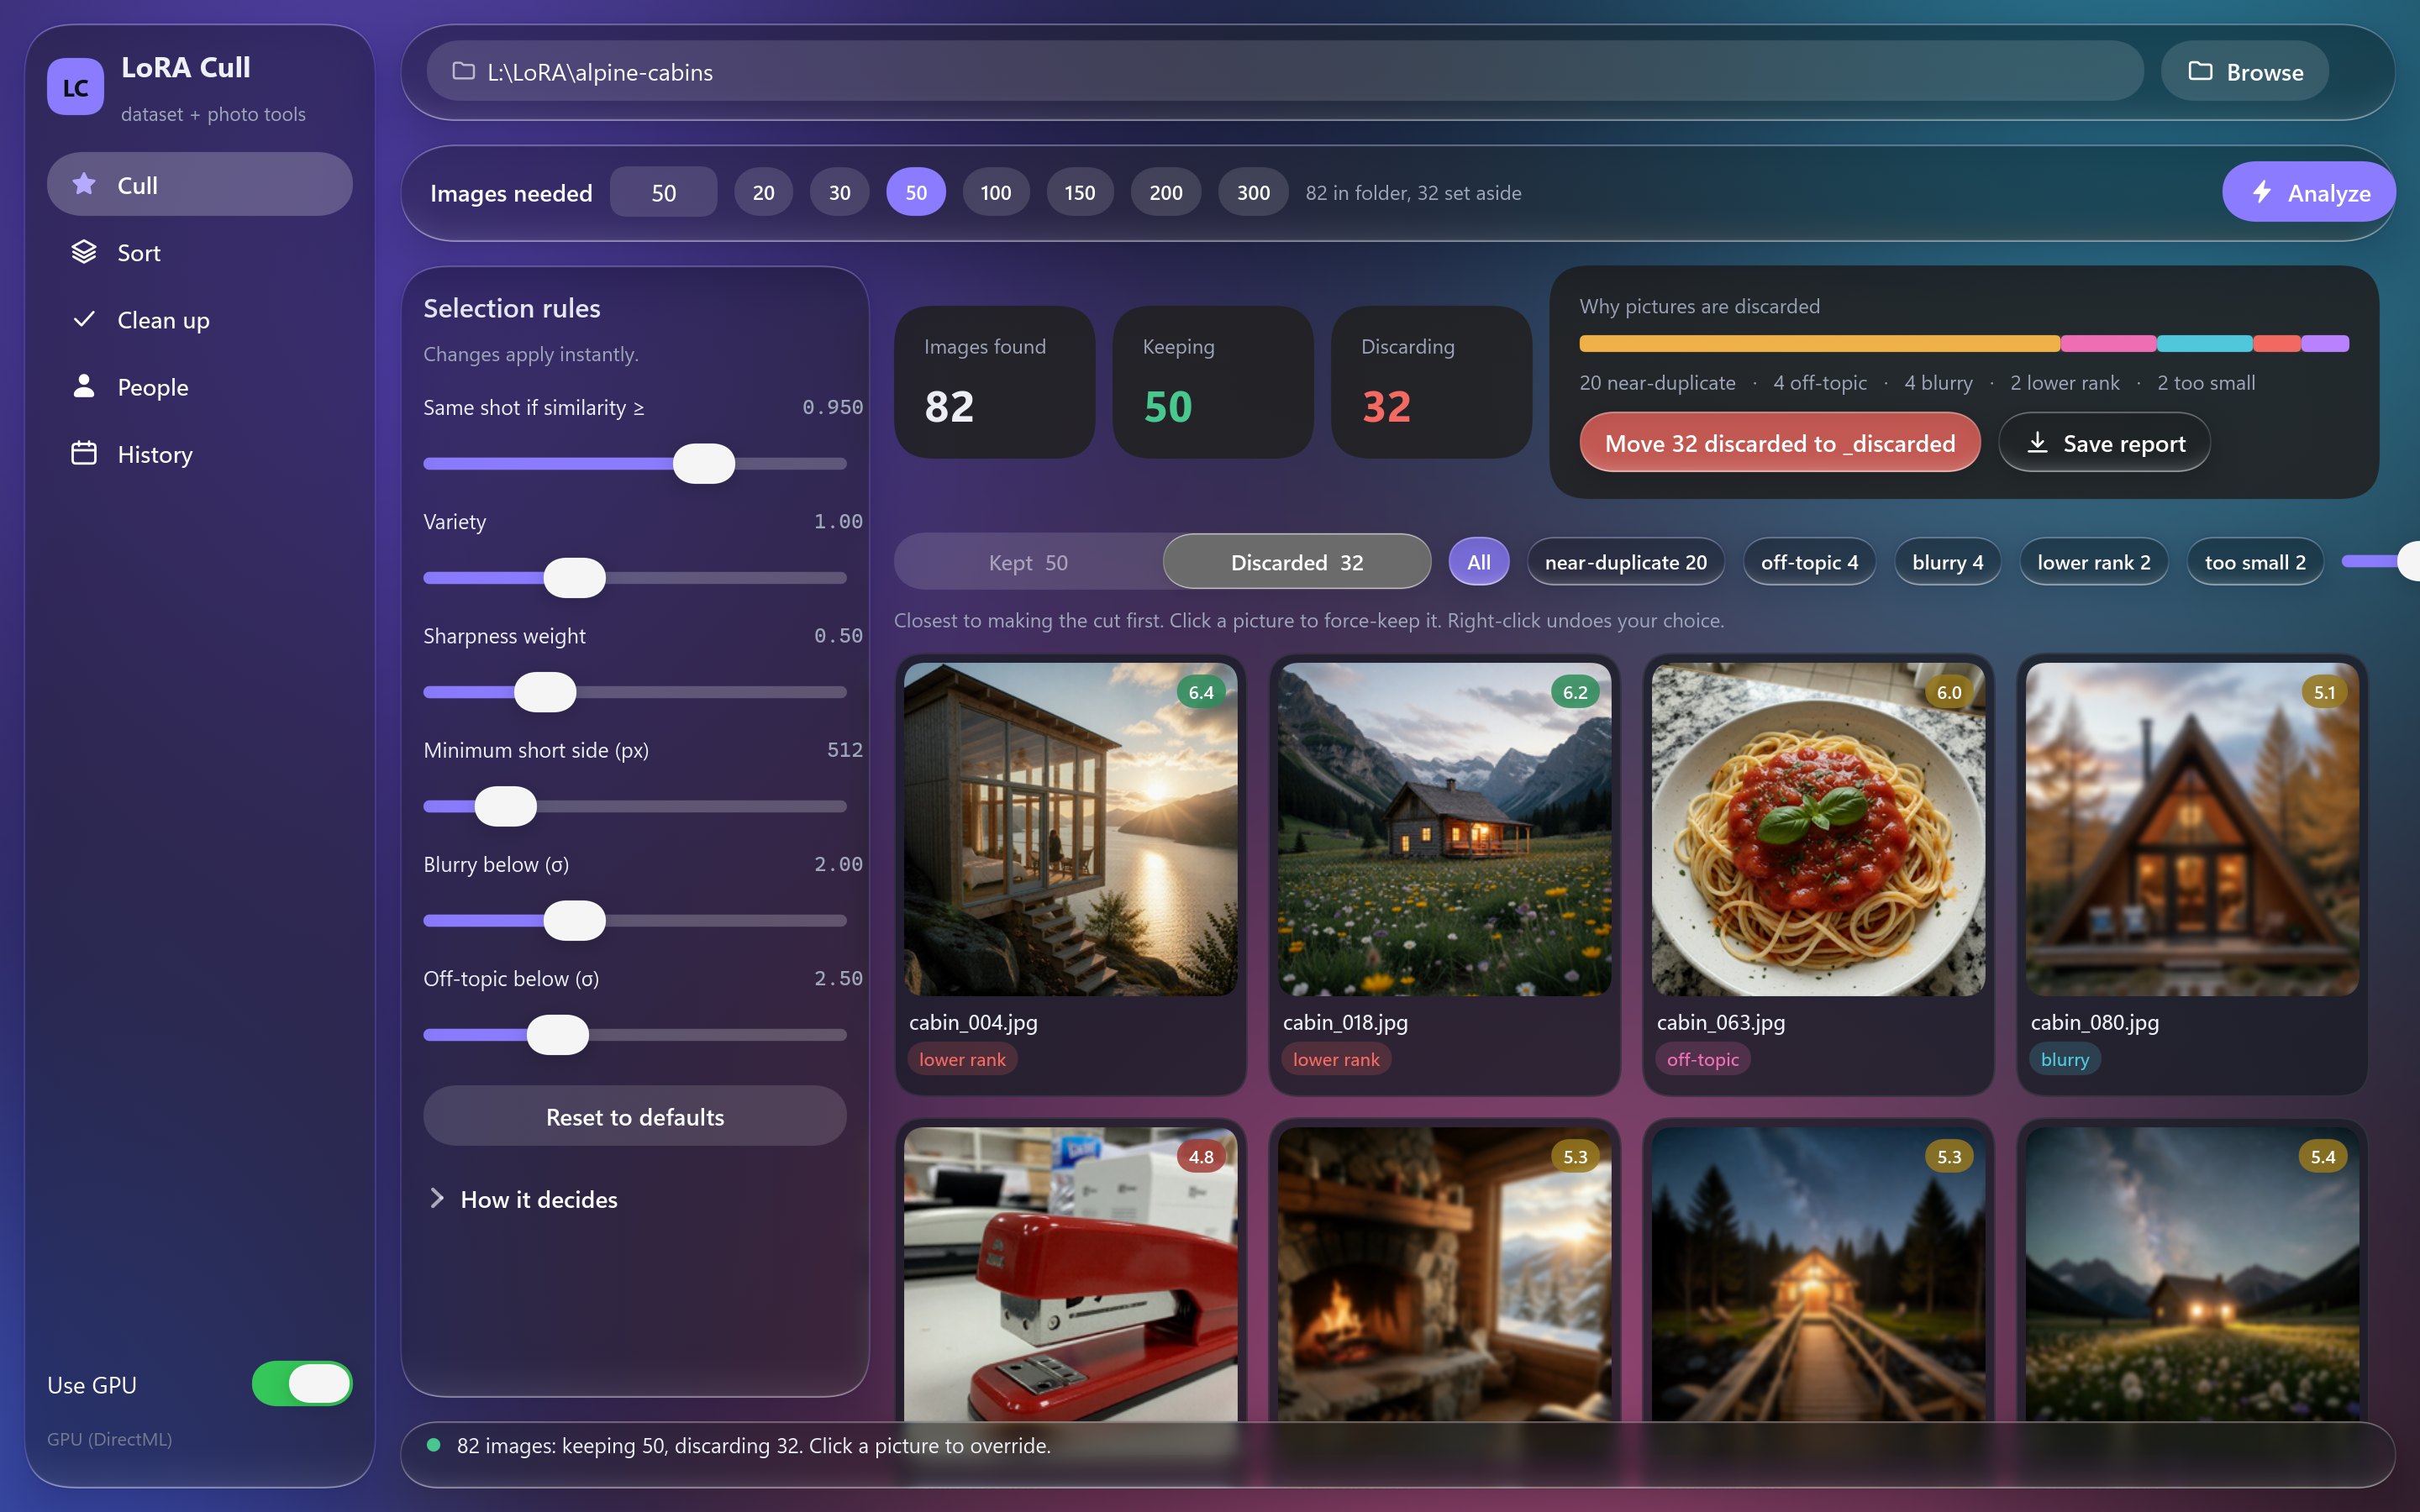 LC
LoRA Cull
dataset + photo tools
Cull
Sort
Clean up
People
History
Use GPU
GPU (DirectML)
L:\LoRA\alpine-cabins
Browse
Images needed 50 20 30 50 100 150 200 300 82 in folder, 32 set aside
Analyze
Selection rules
Changes apply instantly.
Same shot if similarity ≥ 0.950
Variety 1.00
Sharpness weight 0.50
Minimum short side (px) 512
Blurry below (σ) 2.00
Off-topic below (σ) 2.50
Reset to defaults
How it decides
Images found
82
Keeping
50
Discarding
32
Why pictures are discarded
20 near-duplicate · 4 off-topic · 4 blurry · 2 lower rank · 2 too small
Move 32 discarded to _discarded
Save report
Kept 50 Discarded 32 All near-duplicate 20 off-topic 4 blurry 4 lower rank 2 too small 2
Closest to making the cut first. Click a picture to force-keep it. Right-click undoes your choice.
6.4
cabin_004.jpg
lower rank
6.2
cabin_018.jpg
lower rank
6.0
cabin_063.jpg
off-topic
5.1
cabin_080.jpg
blurry
4.8
5.3
5.3
5.4
82 images: keeping 50, discarding 32. Click a picture to override.